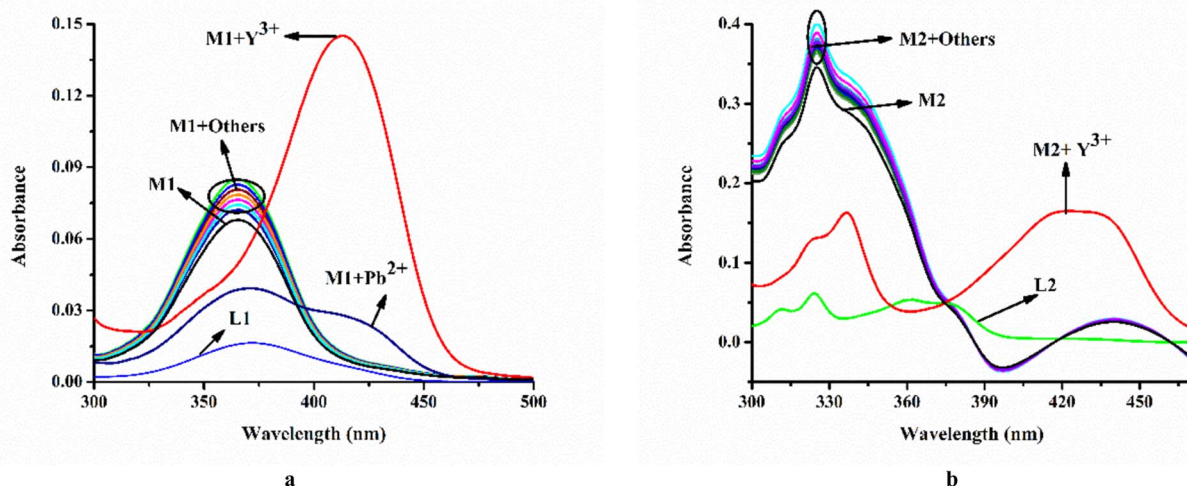 0.15
0.12
0.09
0.06
0.03
0.00
300
350
400
450
500
Absorbance
Wavelength (nm)
M1+Y3+
M1+Others
M1
M1+Pb2+
L1
a
0.4
0.3
0.2
0.1
0.0
300
330
360
390
420
450
Absorbance
Wavelength (nm)
M2+Others
M2
M2+ Y3+
L2
b